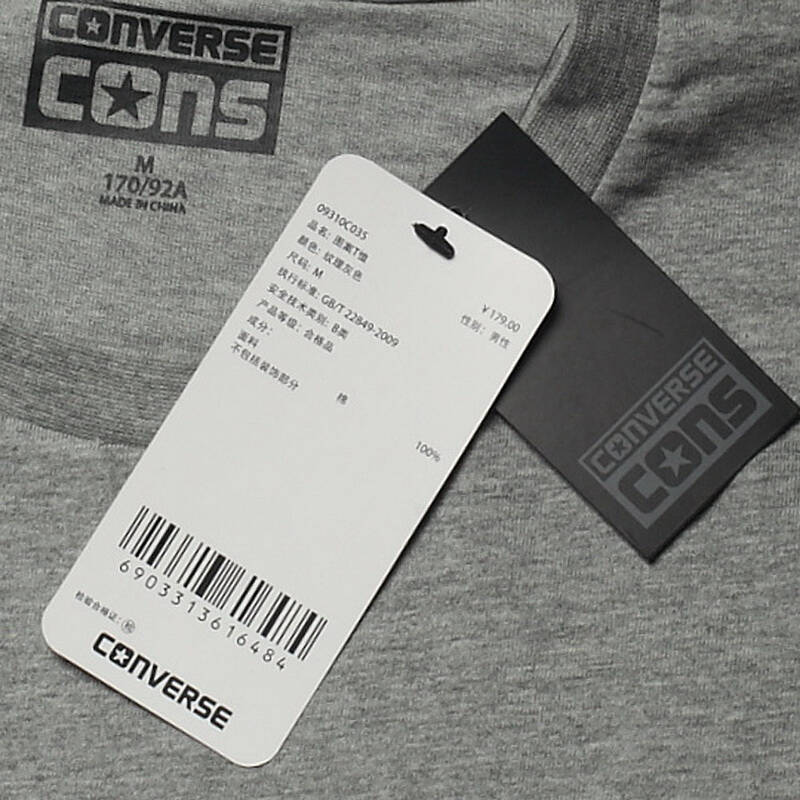 CONVERSE
CONS
M
170/92A
MADE IN CHINA
09310C035
品名: 图案T恤
颜色: 纹理灰色
尺码: M
执行标准: GB/T 22849-2009
安全技术类别: B类
产品等级: 合格品
成分:
面料
不包括装饰部分
棉
100%
￥179.00
性别: 男性
6903313616484
检验合格证:
CONVERSE
CONVERSE
CONS